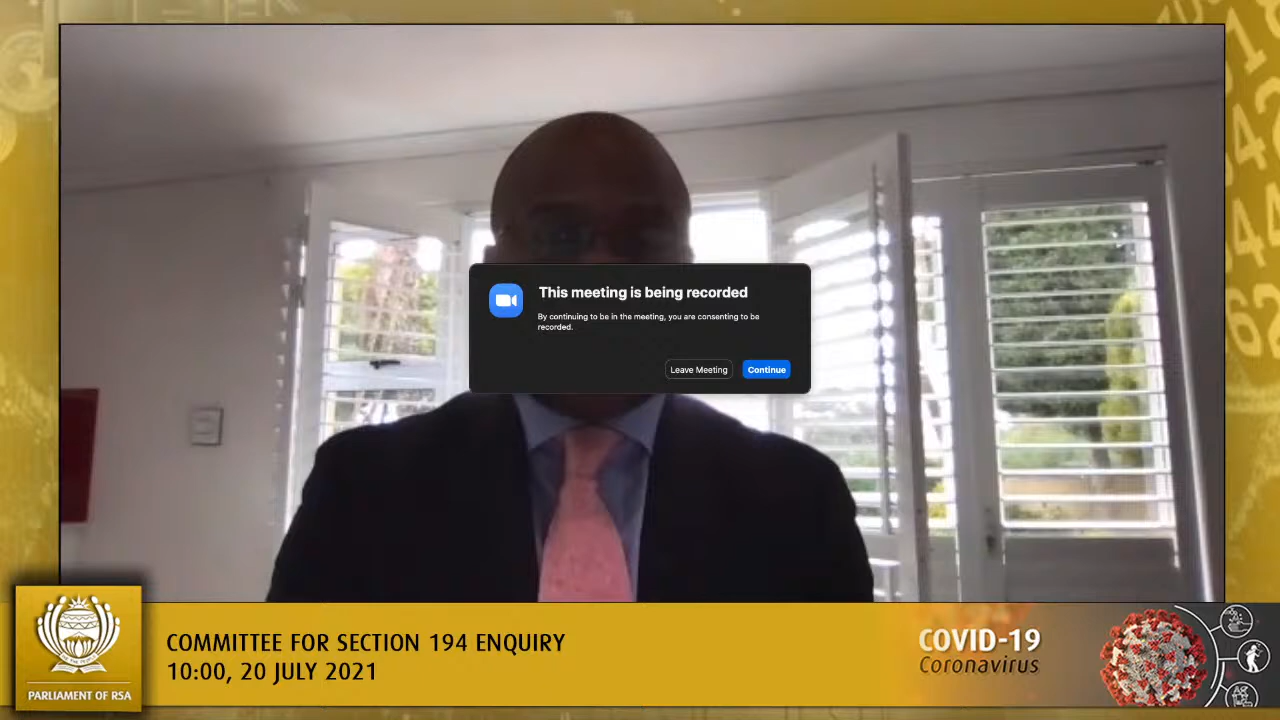 This meeting is being recorded
By continuing to be in the meeting, you are consenting to be
recorded.
Leave Meeting
Continue
COMMITTEE FOR SECTION 194 ENQUIRY
10:00, 20 JULY 2021
PARLIAMENT OF RSA
COVID-19
Coronavirus